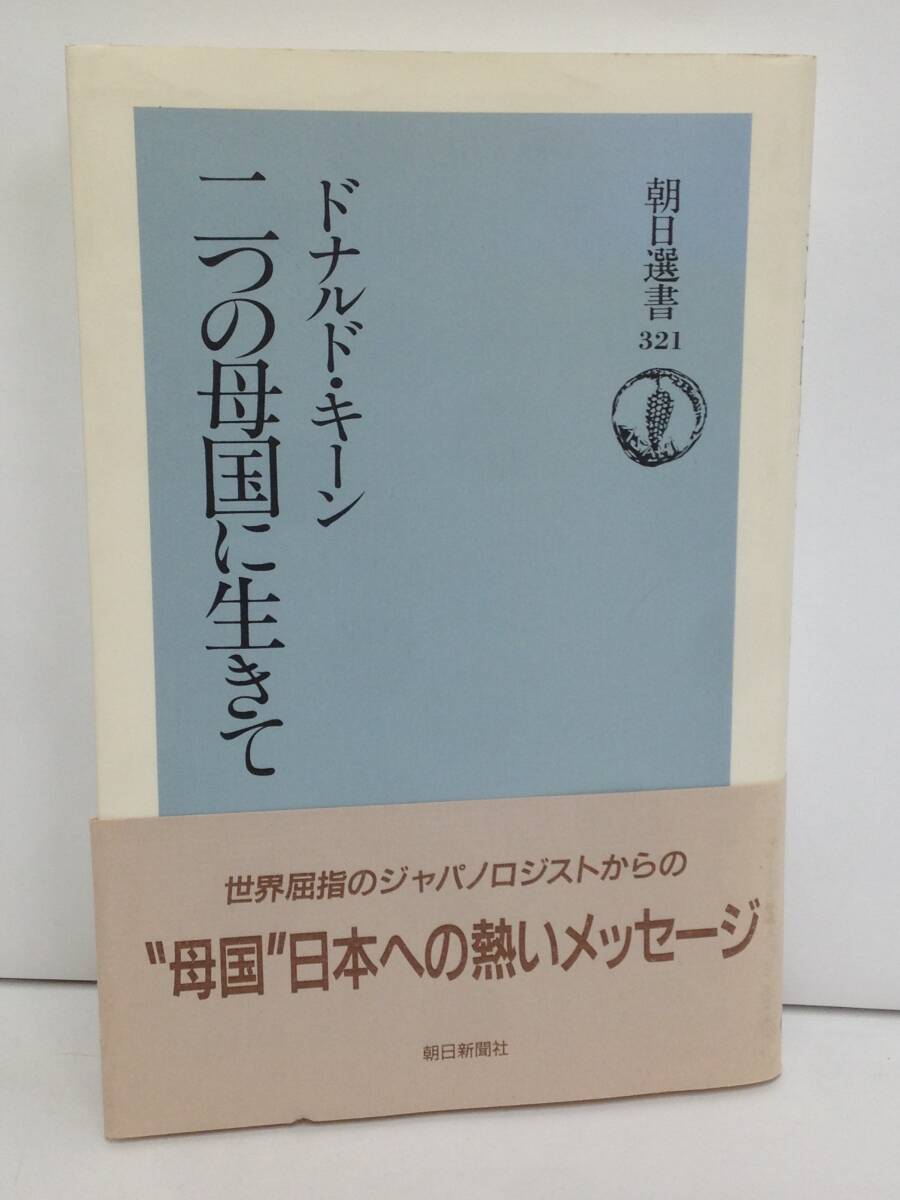 朝日選書
321
ドナルド・キーン
二つの母国に生きて
世界屈指のジャパノロジストからの
“母国”日本への熱いメッセージ
朝日新聞社